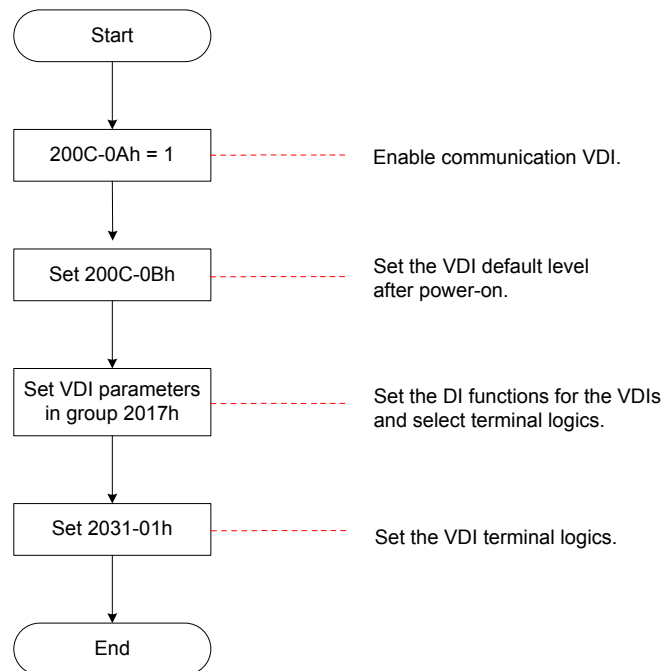 Start
200C-0Ah = 1
Enable communication VDI.
Set 200C-0Bh
Set the VDI default level
after power-on.
Set VDI parameters
in group 2017h
Set the DI functions for the VDIs
and select terminal logics.
Set 2031-01h
Set the VDI terminal logics.
End